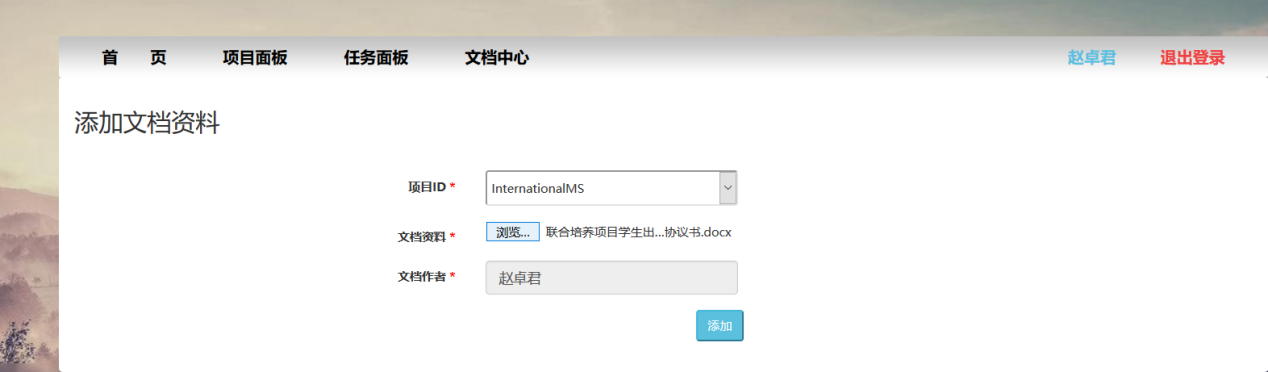 首 页 项目面板 任务面板 文档中心 赵卓君 退出登录
添加文档资料
项目ID * InternationalMS
文档资料 * 浏览... 联合培养项目学生出...协议书.docx
文档作者 * 赵卓君
添加